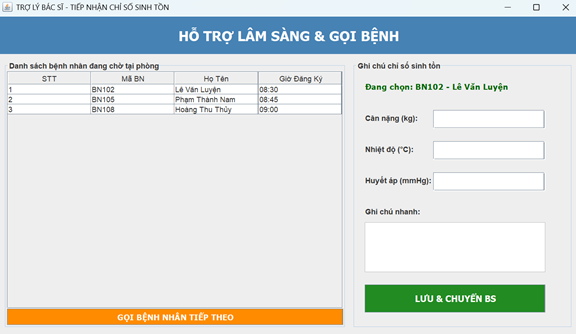 TRỢ LÝ BÁC SĨ - TIẾP NHẬN CHỈ SỐ SINH TỒN
HỖ TRỢ LÂM SÀNG & GỌI BỆNH
Danh sách bệnh nhân đang chờ tại phòng
STT Mã BN Họ Tên Giờ Đăng Ký
1 BN102 Lê Văn Luyện 08:30
2 BN105 Phạm Thành Nam 08:45
3 BN108 Hoàng Thu Thủy 09:00
GỌI BỆNH NHÂN TIẾP THEO
Ghi chú chỉ số sinh tồn
Đang chọn: BN102 - Lê Văn Luyện
Cân nặng (kg):
Nhiệt độ (°C):
Huyết áp (mmHg):
Ghi chú nhanh:
LƯU & CHUYỂN BS